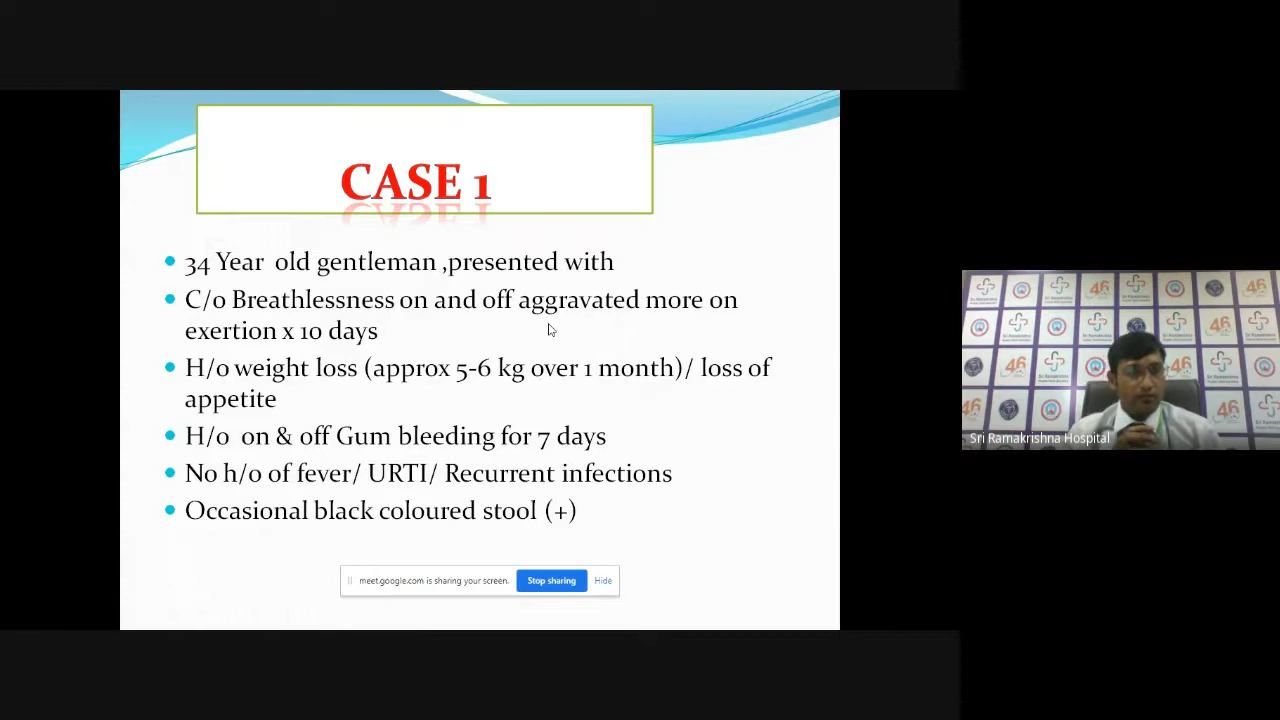 CASE 1
• 34 Year old gentleman ,presented with
• C/o Breathlessness on and off aggravated more on
exertion x 10 days
• H/o weight loss (approx 5-6 kg over 1 month)/ loss of
appetite
• H/o on & off Gum bleeding for 7 days
• No h/o of fever/ URTI/ Recurrent infections
• Occasional black coloured stool (+)
meet.google.com is sharing your screen. Stop sharing Hide
Sri Ramakrishna Hospital